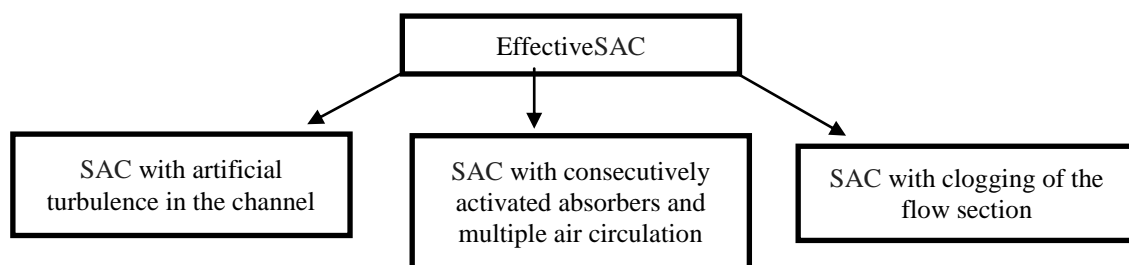 EffectiveSAC
SAC with artificial
turbulence in the channel
SAC with consecutively
activated absorbers and
multiple air circulation
SAC with clogging of the
flow section